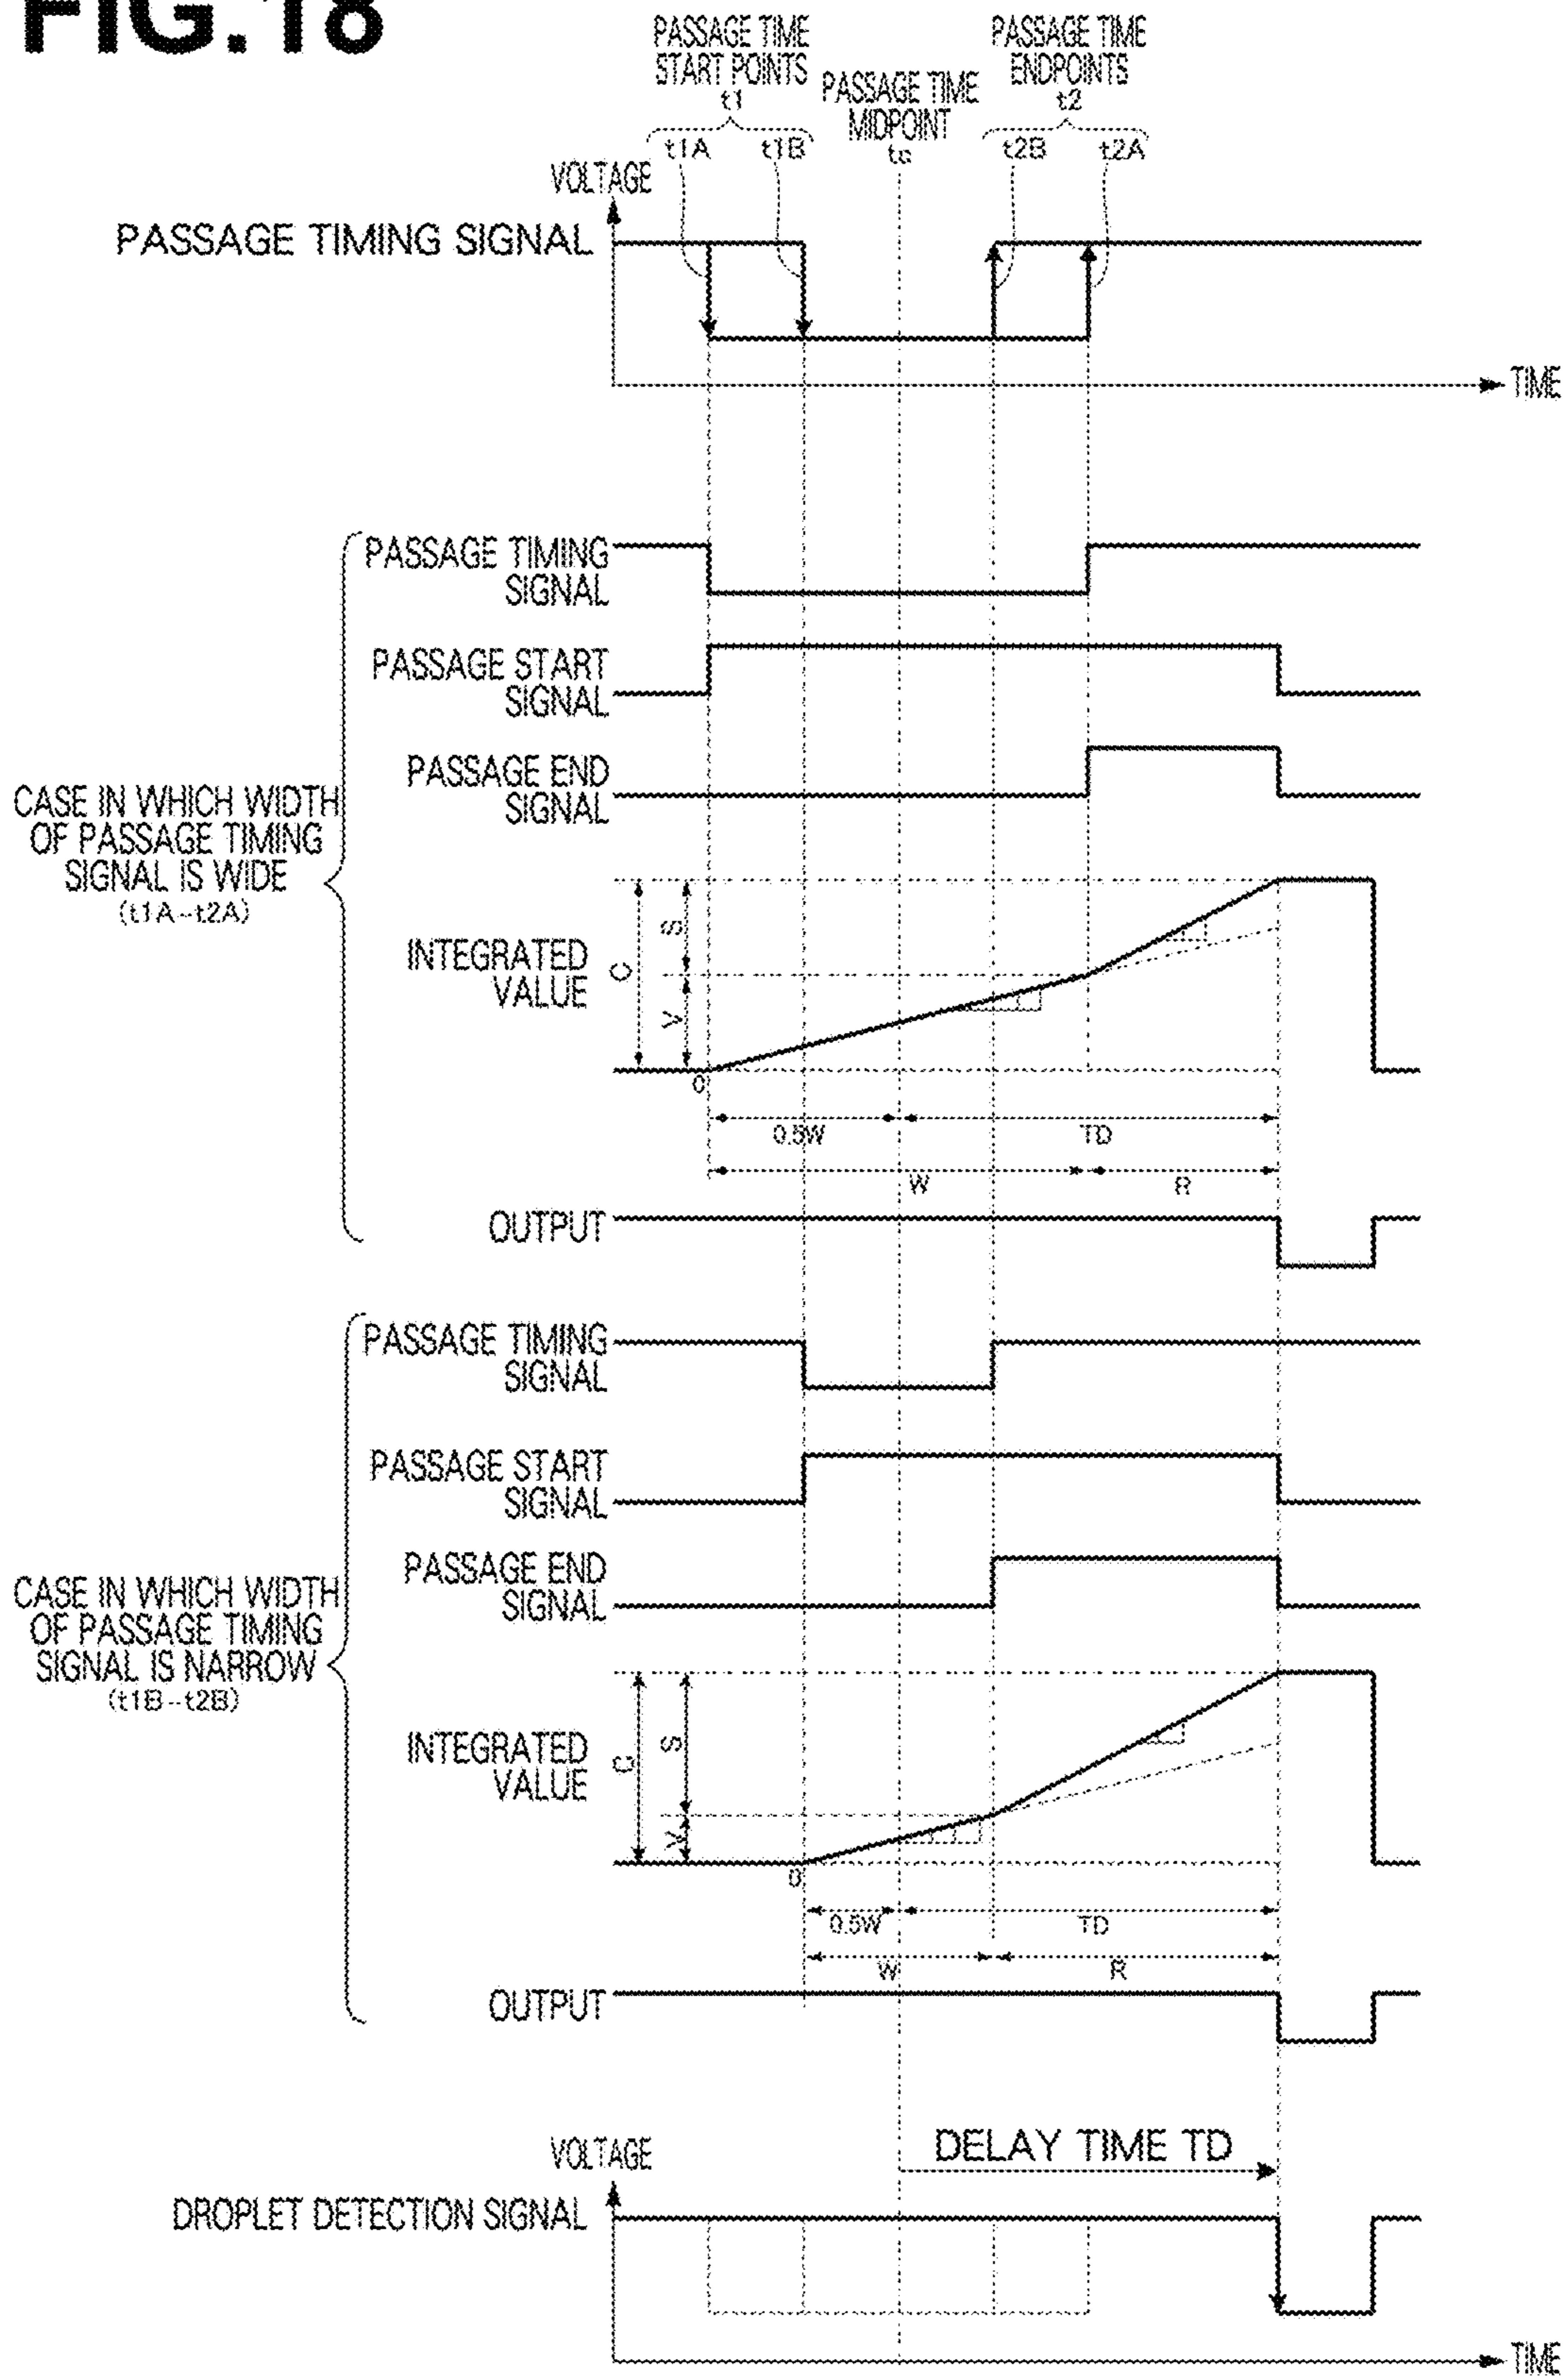 FIG.18
PASSAGE TIME
START POINTS
t1
PASSAGE TIME
MIDPOINT
tc
PASSAGE TIME
ENDPOINTS
t2
t1A
t1B
t2B
t2A
VOLTAGE
PASSAGE TIMING SIGNAL
TIME
CASE IN WHICH WIDTH
OF PASSAGE TIMING
SIGNAL IS WIDE
(t1A--t2A)
PASSAGE TIMING
SIGNAL
PASSAGE START
SIGNAL
PASSAGE END
SIGNAL
INTEGRATED
VALUE
C
S
V
0
0.5W
TD
W
R
OUTPUT
CASE IN WHICH WIDTH
OF PASSAGE TIMING
SIGNAL IS NARROW
(t1B--t2B)
PASSAGE TIMING
SIGNAL
PASSAGE START
SIGNAL
PASSAGE END
SIGNAL
INTEGRATED
VALUE
C
S
V
0
0.5W
TD
W
R
OUTPUT
DELAY TIME TD
VOLTAGE
DROPLET DETECTION SIGNAL
TIME